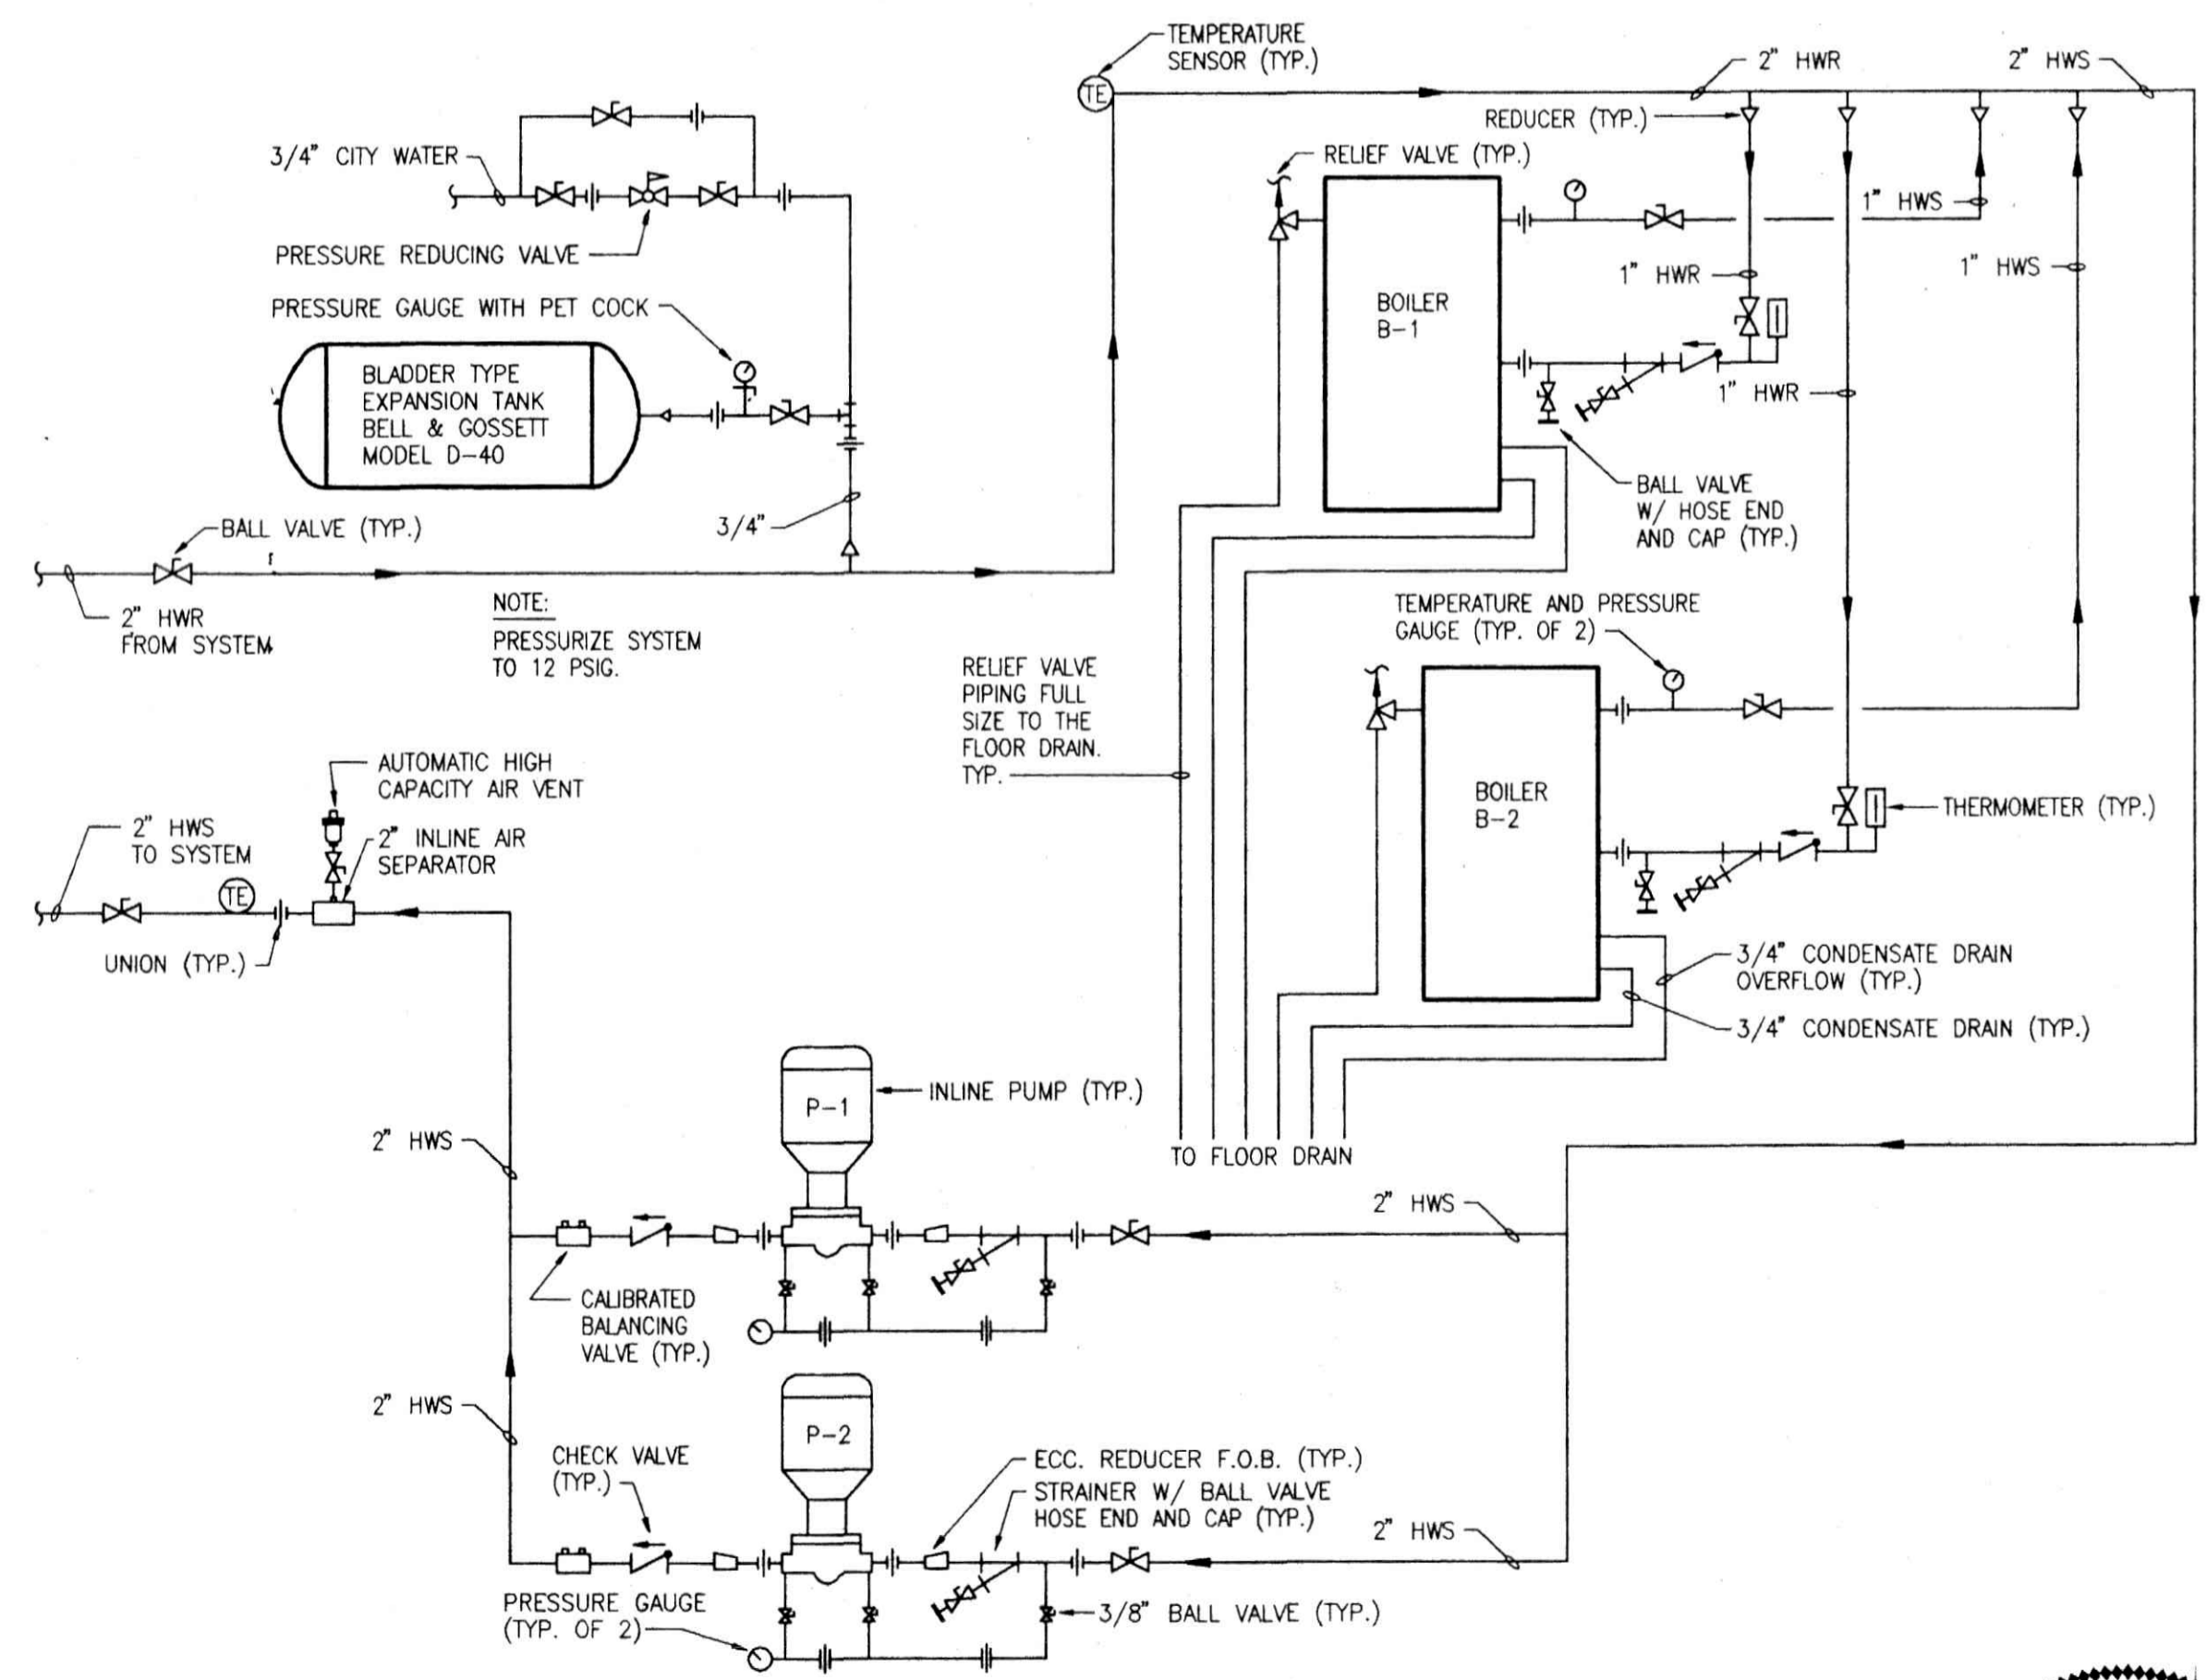 TEMPERATURE
SENSOR (TYP.)
TE
2" HWR
2" HWS
REDUCER (TYP.)
3/4" CITY WATER
RELIEF VALVE (TYP.)
1" HWS
PRESSURE REDUCING VALVE
1" HWR
1" HWS
PRESSURE GAUGE WITH PET COCK
BOILER
B-1
BLADDER TYPE
EXPANSION TANK
BELL & GOSSETT
MODEL D-40
1" HWR
BALL VALVE
W/ HOSE END
AND CAP (TYP.)
BALL VALVE (TYP.)
3/4"
2" HWR
FROM SYSTEM
NOTE:
PRESSURIZE SYSTEM
TO 12 PSIG.
TEMPERATURE AND PRESSURE
GAUGE (TYP. OF 2)
RELIEF VALVE
PIPING FULL
SIZE TO THE
FLOOR DRAIN.
TYP.
AUTOMATIC HIGH
CAPACITY AIR VENT
BOILER
B-2
THERMOMETER (TYP.)
2" HWS
TO SYSTEM
2" INLINE AIR
SEPARATOR
TE
UNION (TYP.)
3/4" CONDENSATE DRAIN
OVERFLOW (TYP.)
3/4" CONDENSATE DRAIN (TYP.)
P-1
INLINE PUMP (TYP.)
2" HWS
TO FLOOR DRAIN
2" HWS
CALIBRATED
BALANCING
VALVE (TYP.)
2" HWS
P-2
CHECK VALVE
(TYP.)
ECC. REDUCER F.O.B. (TYP.)
STRAINER W/ BALL VALVE
HOSE END AND CAP (TYP.)
2" HWS
PRESSURE GAUGE
(TYP. OF 2)
3/8" BALL VALVE (TYP.)